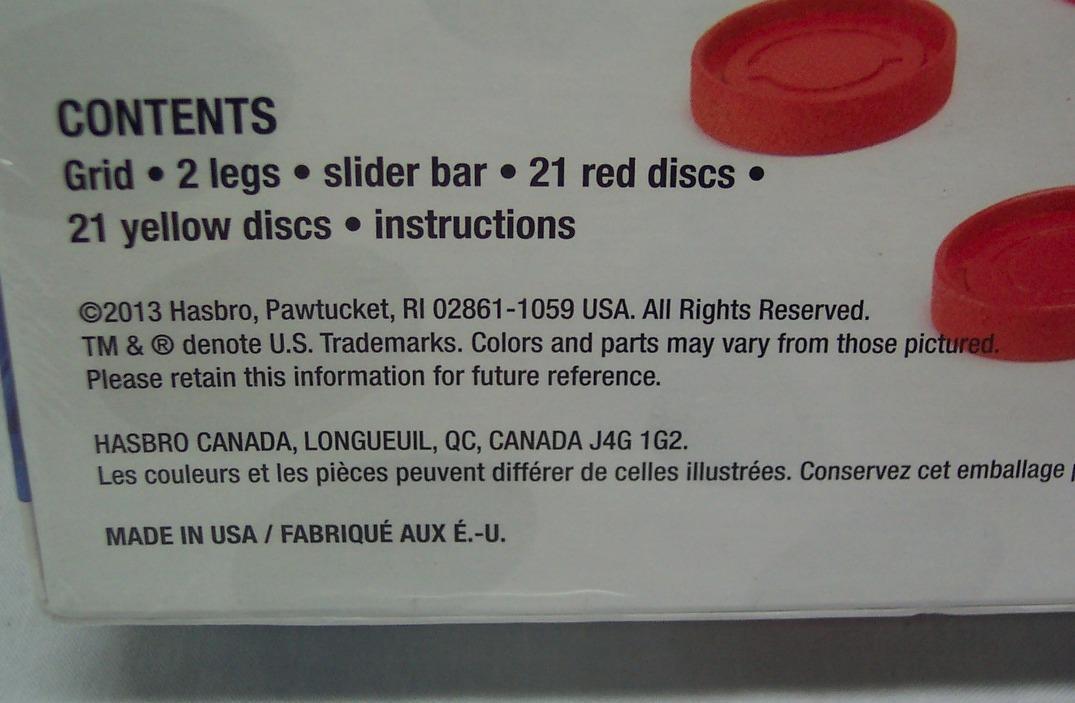 CONTENTS
Grid • 2 legs • slider bar • 21 red discs •
21 yellow discs • instructions
©2013 Hasbro, Pawtucket, RI 02861-1059 USA. All Rights Reserved.
TM & ® denote U.S. Trademarks. Colors and parts may vary from those pictured.
Please retain this information for future reference.
HASBRO CANADA, LONGUEUIL, QC, CANADA J4G 1G2.
Les couleurs et les pièces peuvent différer de celles illustrées. Conservez cet emballage
MADE IN USA / FABRIQUÉ AUX É.-U.